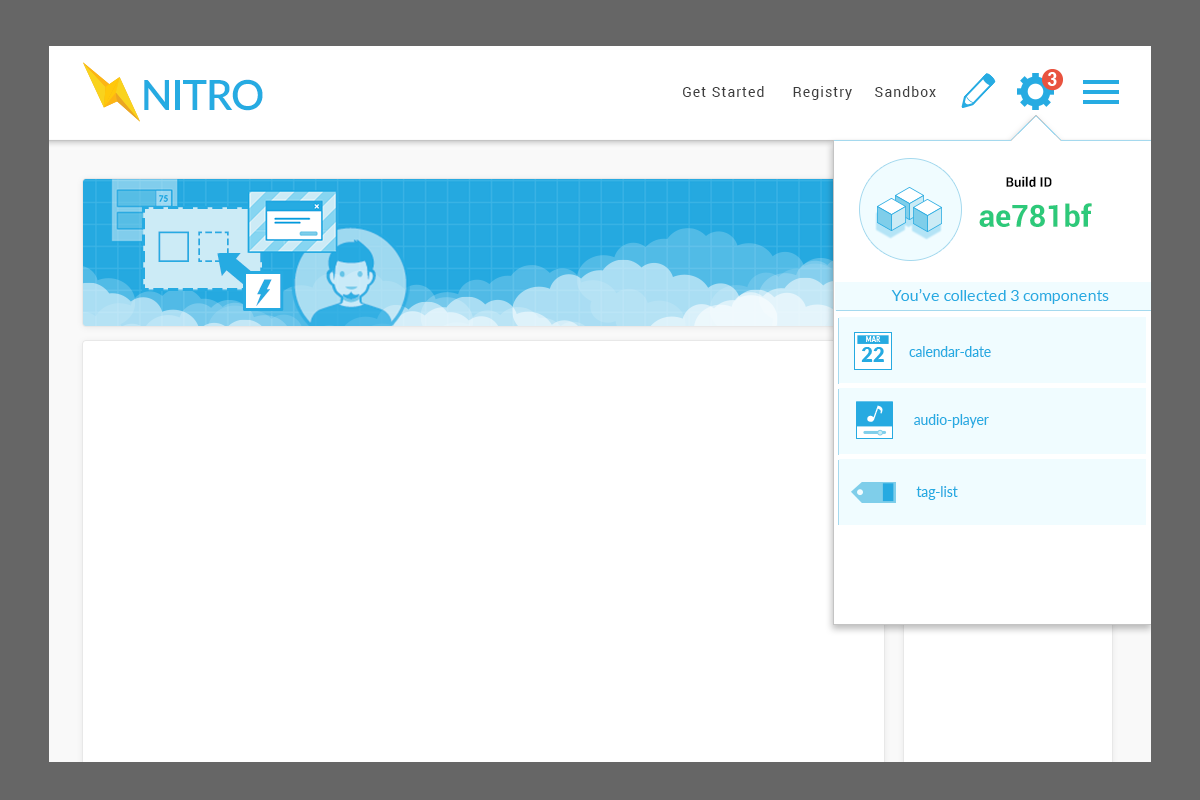 NITRO
Get Started
Registry
Sandbox
3
75
Build ID
ae781bf
You've collected 3 components
MAR
22
calendar-date
audio-player
tag-list